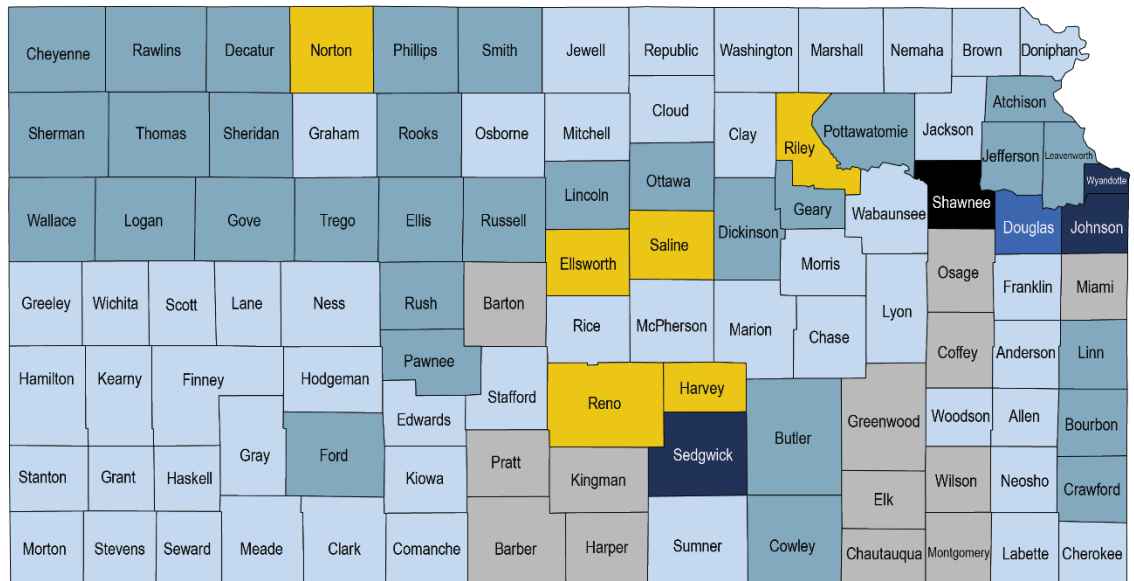 Cheyenne
Rawlins
Decatur
Norton
Phillips
Smith
Jewell
Republic
Washington
Marshall
Nemaha
Brown
Doniphan
Sherman
Thomas
Sheridan
Graham
Rooks
Osborne
Mitchell
Cloud
Clay
Riley
Pottawatomie
Jackson
Atchison
Jefferson
Leavenworth
Wyandotte
Wallace
Logan
Gove
Trego
Ellis
Russell
Lincoln
Ottawa
Dickinson
Geary
Wabaunsee
Shawnee
Douglas
Johnson
Ellsworth
Saline
Morris
Osage
Franklin
Miami
Greeley
Wichita
Scott
Lane
Ness
Rush
Barton
Rice
McPherson
Marion
Chase
Lyon
Coffey
Anderson
Linn
Hamilton
Kearny
Finney
Hodgeman
Pawnee
Stafford
Edwards
Reno
Harvey
Butler
Greenwood
Woodson
Allen
Bourbon
Stanton
Grant
Haskell
Gray
Ford
Kiowa
Pratt
Kingman
Sedgwick
Elk
Wilson
Neosho
Crawford
Morton
Stevens
Seward
Meade
Clark
Comanche
Barber
Harper
Sumner
Cowley
Chautauqua
Montgomery
Labette
Cherokee